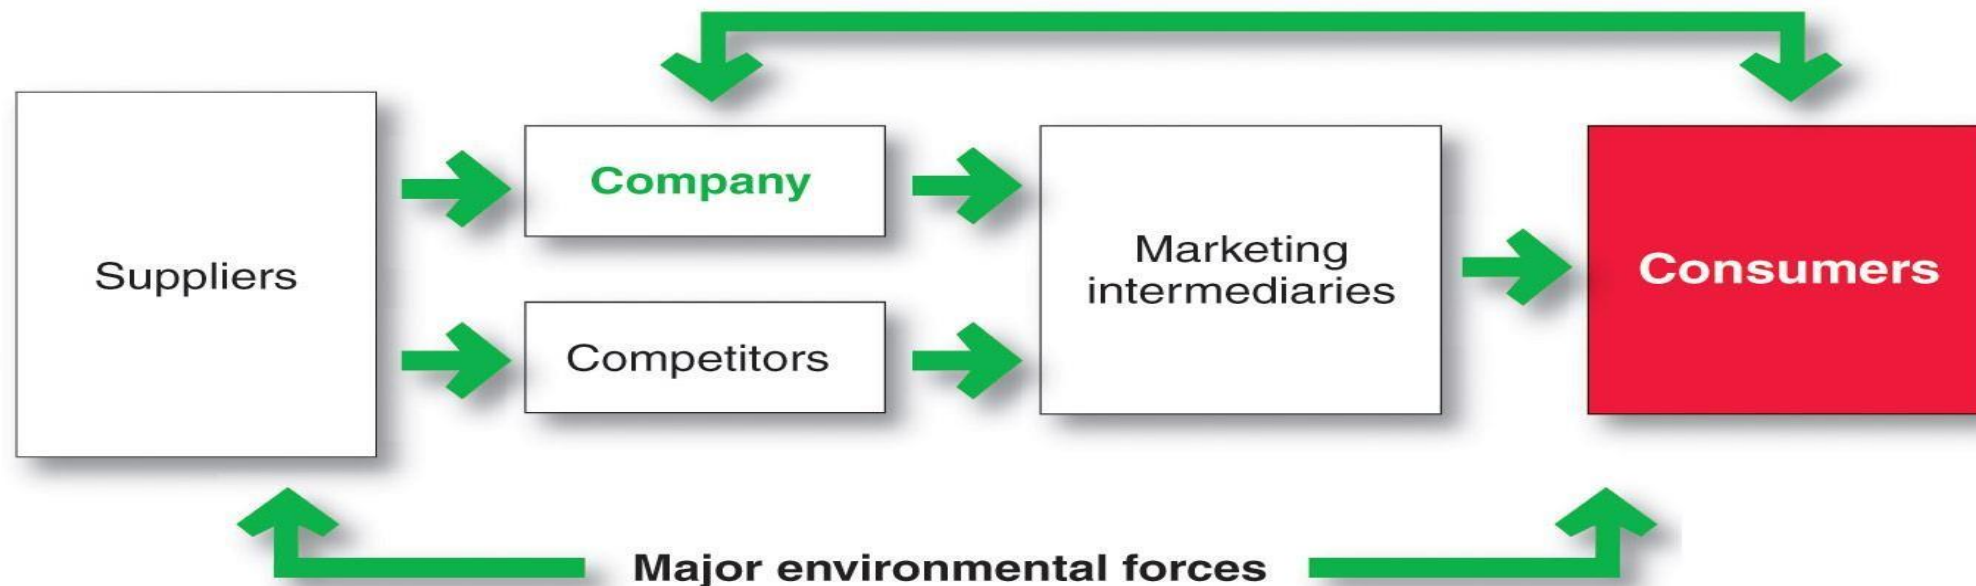 Suppliers
Company
Competitors
Marketing
intermediaries
Consumers
Major environmental forces